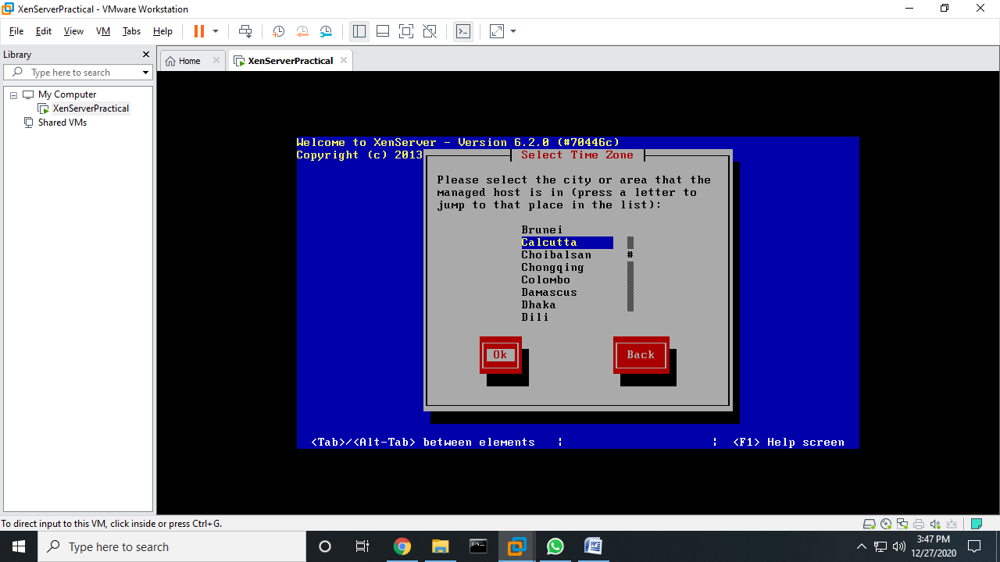 XenServerPractical - VMware Workstation
File Edit View VM Tabs Help
Library
Type here to search
My Computer
XenServerPractical
Shared VMs
Home
XenServerPractical
Welcome to XenServer - Version 6.2.0 (#70446c)
Copyright (c) 2013
Select Time Zone
Please select the city or area that the
managed host is in (press a letter to
jump to that place in the list):
Brunei
Calcutta
Choibalsan #
Chongqing
Colombo
Damascus
Dhaka
Dili
Ok Back
<Tab>/<Alt-Tab> between elements | | <F1> Help screen
To direct input to this VM, click inside or press Ctrl+G.
Type here to search
3:47 PM
12/27/2020